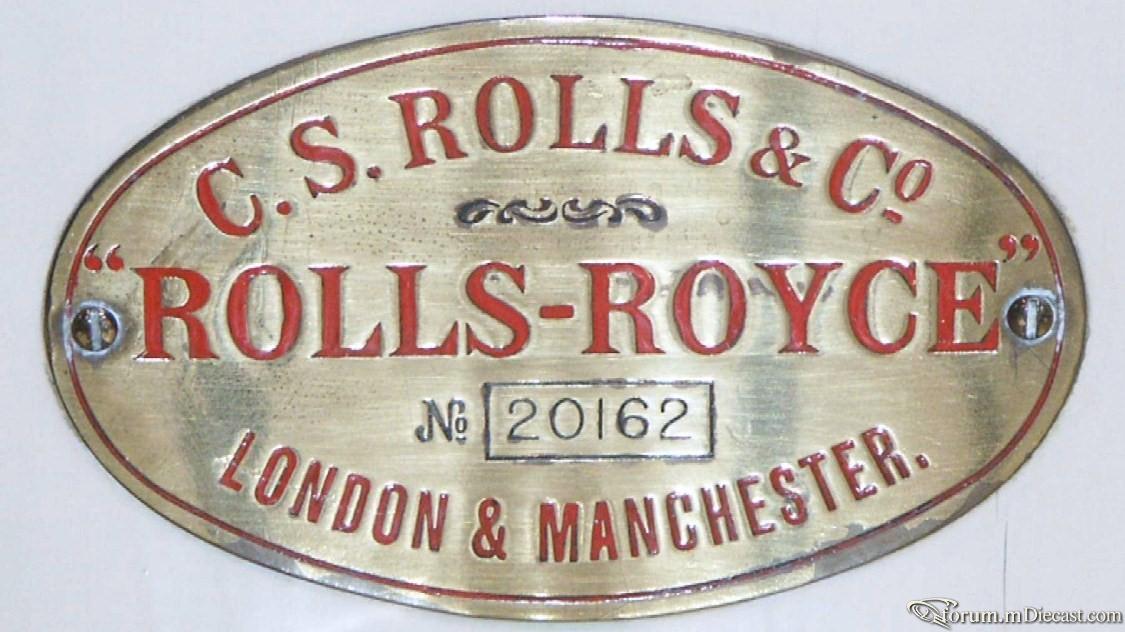 C. S. ROLLS & Co
“ROLLS-ROYCE”
No 20162
LONDON & MANCHESTER.
forum.mDiecast.com